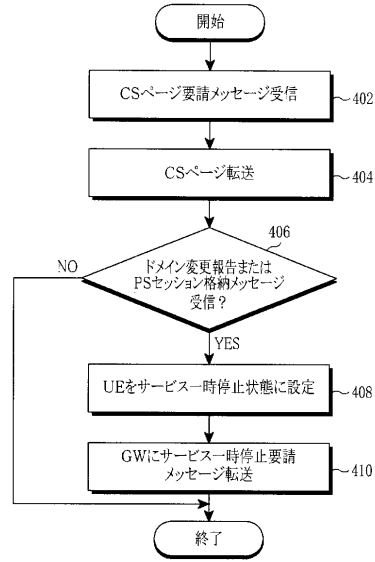 開始
CSページ要請メッセージ受信
402
CSページ転送
404
406
ドメイン変更報告または
PSセッション格納メッセージ
受信?
NO
YES
UEをサービス一時停止状態に設定
408
GWにサービス一時停止要請
メッセージ転送
410
終了